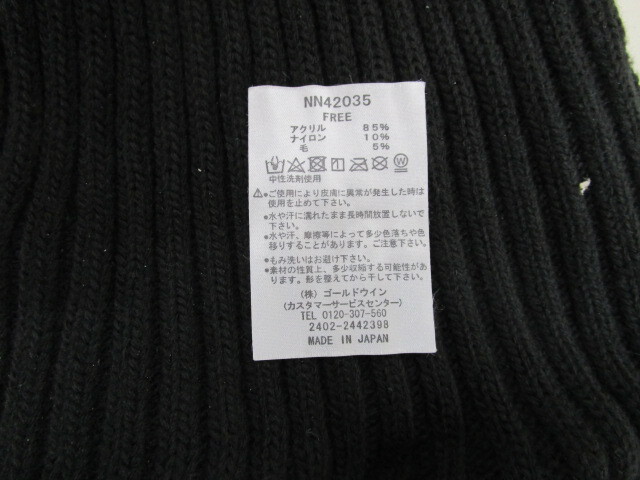 NN42035
FREE
アクリル 85%
ナイロン 10%
毛 5%
中性洗剤使用
⚠●ご使用により皮膚に異常が発生した時は
使用を止めて下さい。
●水や汗に濡れたまま長時間放置しないで
下さい。
●水や汗、摩擦等によって多少色落ちや色
移りすることがあります。ご注意下さい。
●もみ洗いはお避け下さい。
●素材の性質上、多少収縮する可能性があ
ります。形を整えてから干して下さい。
(株) ゴールドウイン
(カスタマーサービスセンター)
TEL 0120-307-560
2402-2442398
MADE IN JAPAN